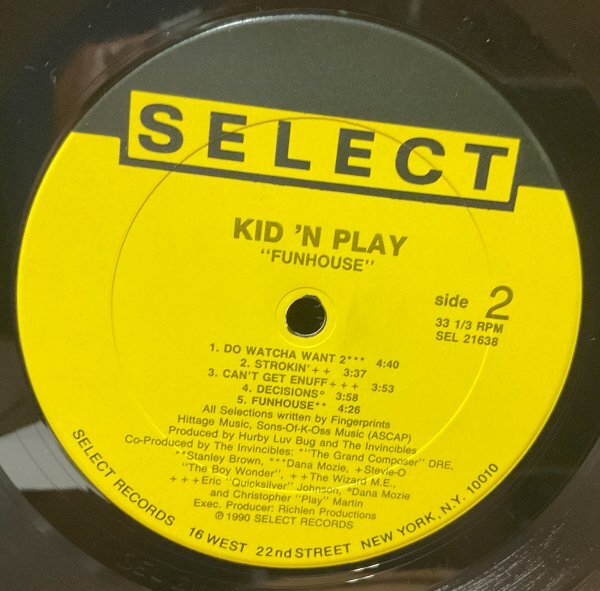 SELECT
KID 'N PLAY
"FUNHOUSE"
side 2
33 1/3 RPM
SEL 21638
1. DO WATCHA WANT 2*** 4:40
2. STROKIN'++ 3:37
3. CAN'T GET ENUFF+++ 3:53
4. DECISIONS° 3:58
5. FUNHOUSE** 4:26
All Selections written by Fingerprints
Hittage Music, Sons-Of-K-Oss Music (ASCAP)
Produced by Hurby Luv Bug and The Invincibles
Co-Produced by The Invincibles: *"The Grand Composer" DRE,
**Stanley Brown, ***Dana Mozie, +Stevie-O
"The Boy Wonder", ++The Wizard M.E.,
+++Eric "Quicksilver" Johnson, °Dana Mozie
and Christopher "Play" Martin
Exec. Producer: Richlen Productions
℗ 1990 SELECT RECORDS
SELECT RECORDS 16 WEST 22nd STREET NEW YORK, N.Y. 10010